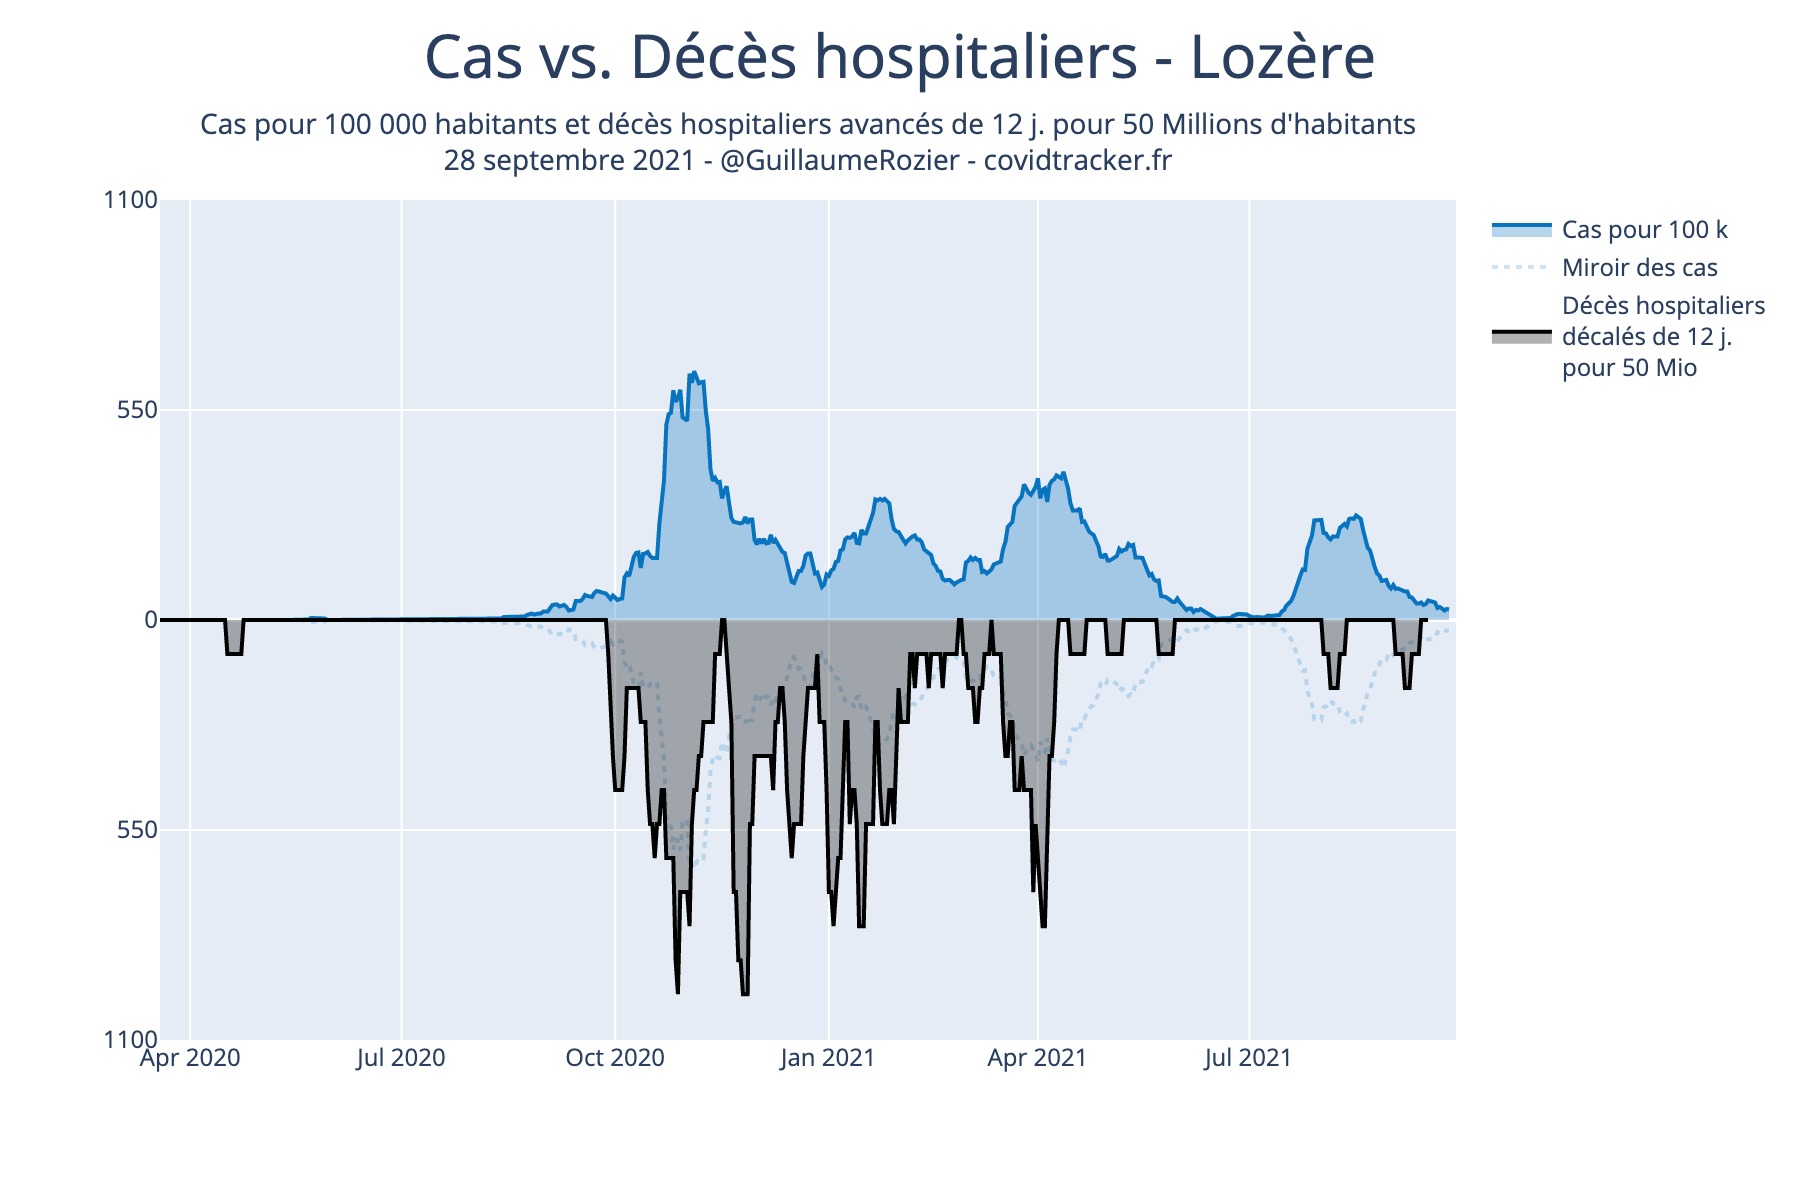 Cas vs. Décès hospitaliers - Lozère
Cas pour 100 000 habitants et décès hospitaliers avancés de 12 j. pour 50 Millions d'habitants
28 septembre 2021 - @GuillaumeRozier - covidtracker.fr
1100
550
0
550
1100
Apr 2020
Jul 2020
Oct 2020
Jan 2021
Apr 2021
Jul 2021
Cas pour 100 k
Miroir des cas
Décès hospitaliers
décalés de 12 j.
pour 50 Mio